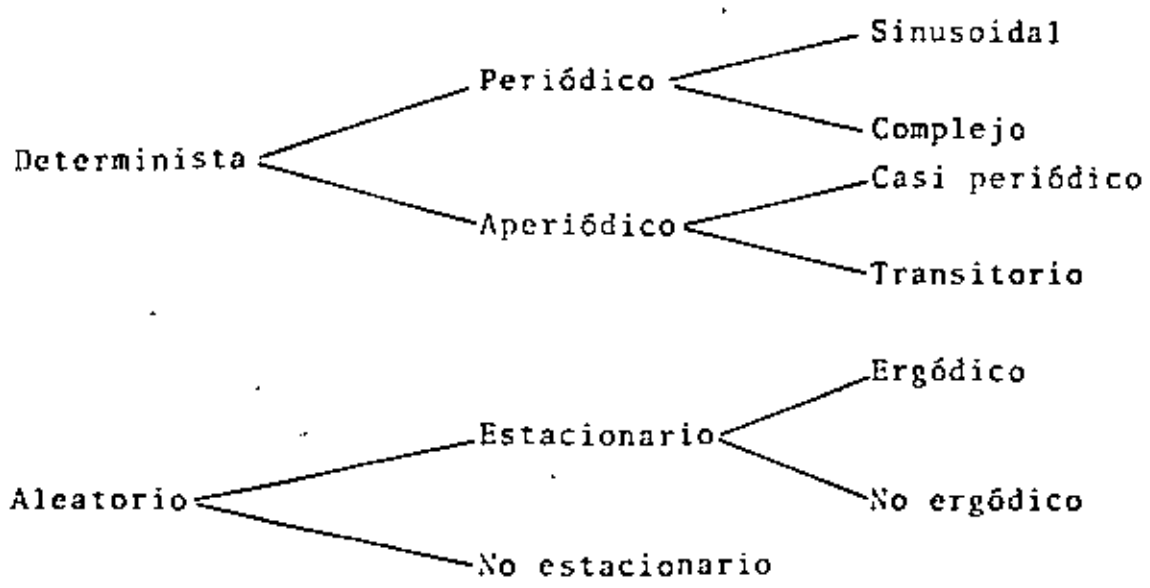 Sinusoidal
Periódico
Complejo
Determinista
Casi periódico
Aperiódico
Transitorio
Ergódico
Estacionario
No ergódico
Aleatorio
No estacionario